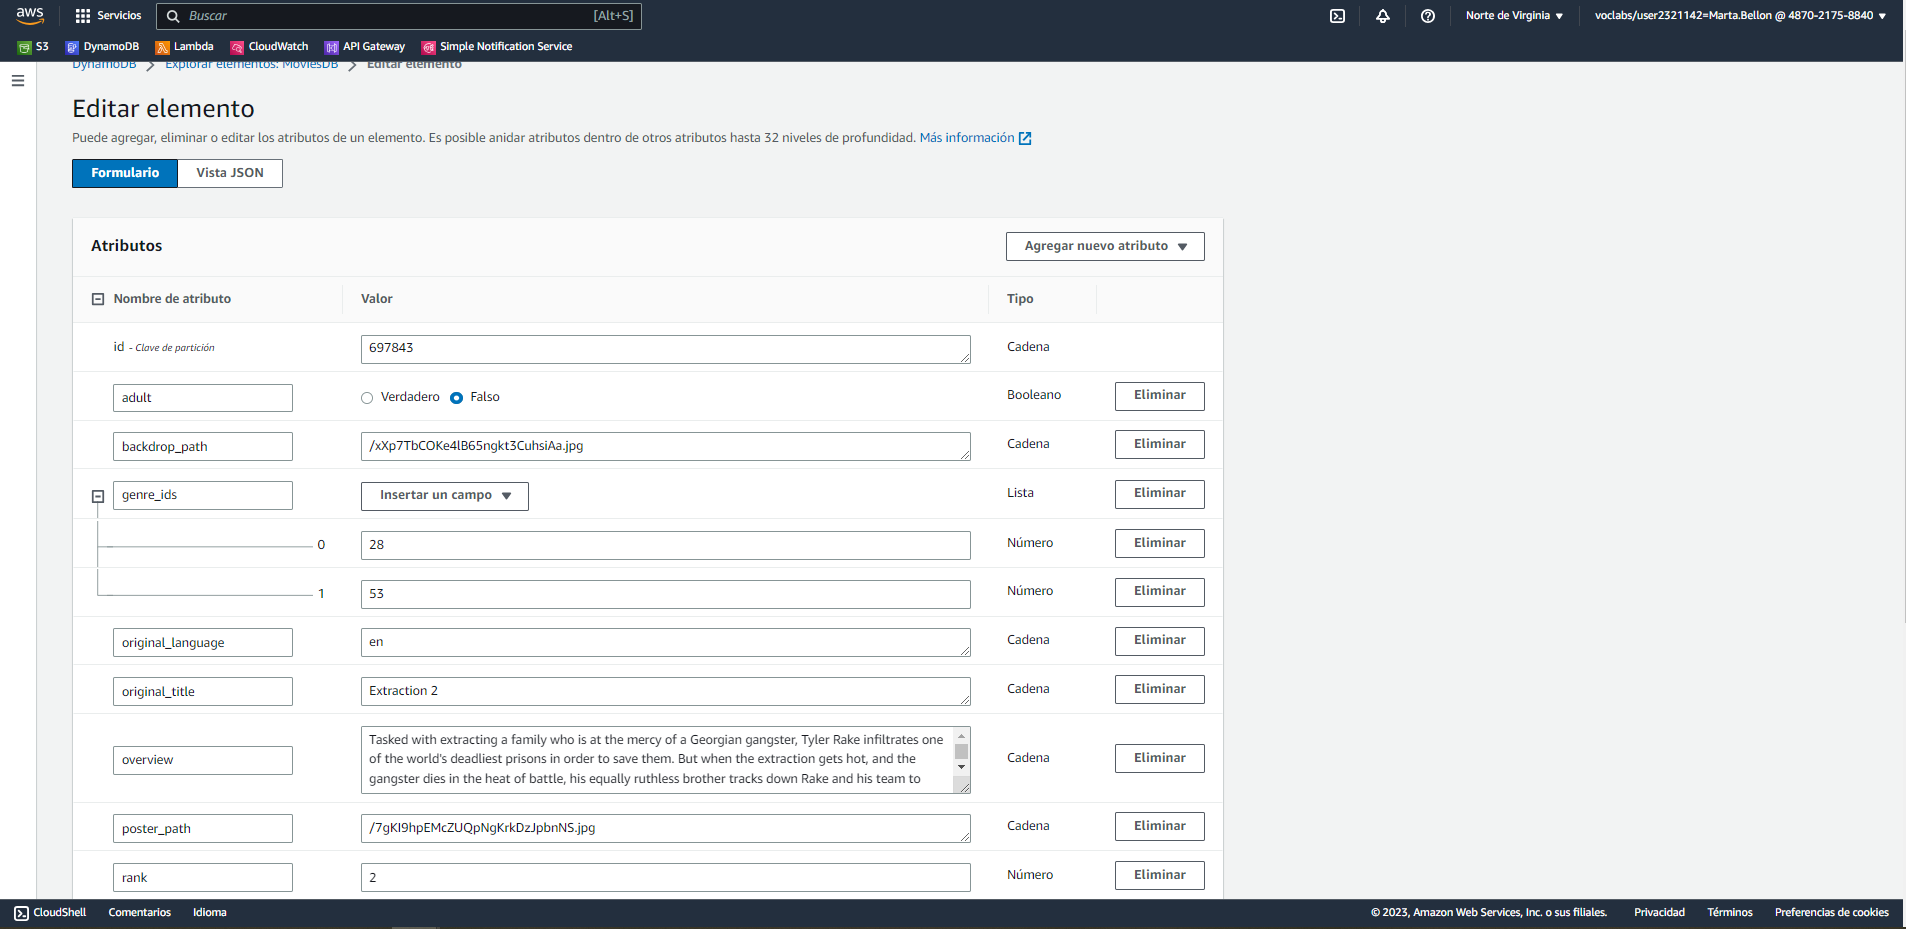 aws Servicios Buscar [Alt+S] Norte de Virginia voclabs/user2321142=Marta.Bellon @ 4870-2175-8840
S3 DynamoDB Lambda CloudWatch API Gateway Simple Notification Service
DynamoDB Explorar elementos: MoviesDB Editar elemento
Editar elemento
Puede agregar, eliminar o editar los atributos de un elemento. Es posible anidar atributos dentro de otros atributos hasta 32 niveles de profundidad. Más información
Formulario Vista JSON
Atributos Agregar nuevo atributo
Nombre de atributo Valor Tipo
id - Clave de partición 697843 Cadena
adult Verdadero Falso Booleano Eliminar
backdrop_path /xXp7TbCOKe4lB65ngkt3CuhsiAa.jpg Cadena Eliminar
genre_ids Insertar un campo Lista Eliminar
0 28 Número Eliminar
1 53 Número Eliminar
original_language en Cadena Eliminar
original_title Extraction 2 Cadena Eliminar
overview Tasked with extracting a family who is at the mercy of a Georgian gangster, Tyler Rake infiltrates one Cadena Eliminar
of the world's deadliest prisons in order to save them. But when the extraction gets hot, and the
gangster dies in the heat of battle, his equally ruthless brother tracks down Rake and his team to
poster_path /7gKI9hpEMcZUQpNgKrkDzJpbnNS.jpg Cadena Eliminar
rank 2 Número Eliminar
CloudShell Comentarios Idioma © 2023, Amazon Web Services, Inc. o sus filiales. Privacidad Términos Preferencias de cookies